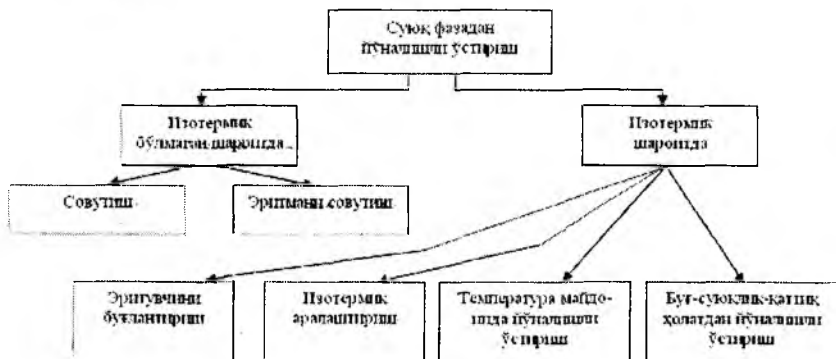 Суюқ фазадан
йўналишли ўстириш
Изотермик
бўлмаган шароитда
Изотермик
шароитда
Совутиш
Эритмани совутиш
Эритувчини
буғлантириш
Изотермик
аралаштириш
Температура майдо-
нида йўналишли
ўстириш
Буғ-суюқлик-қаттиқ
ҳолатдан йўналишли
ўстириш